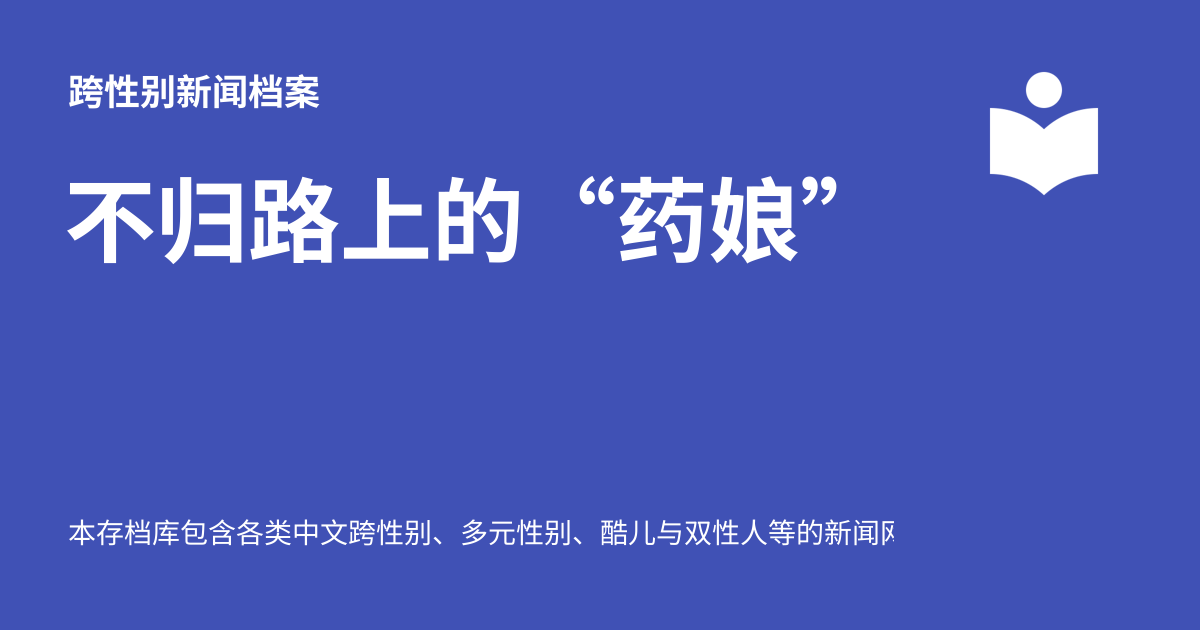 跨性别新闻档案
不归路上的“药娘”
本存档库包含各类中文跨性别、多元性别、酷儿与双性人等的新闻